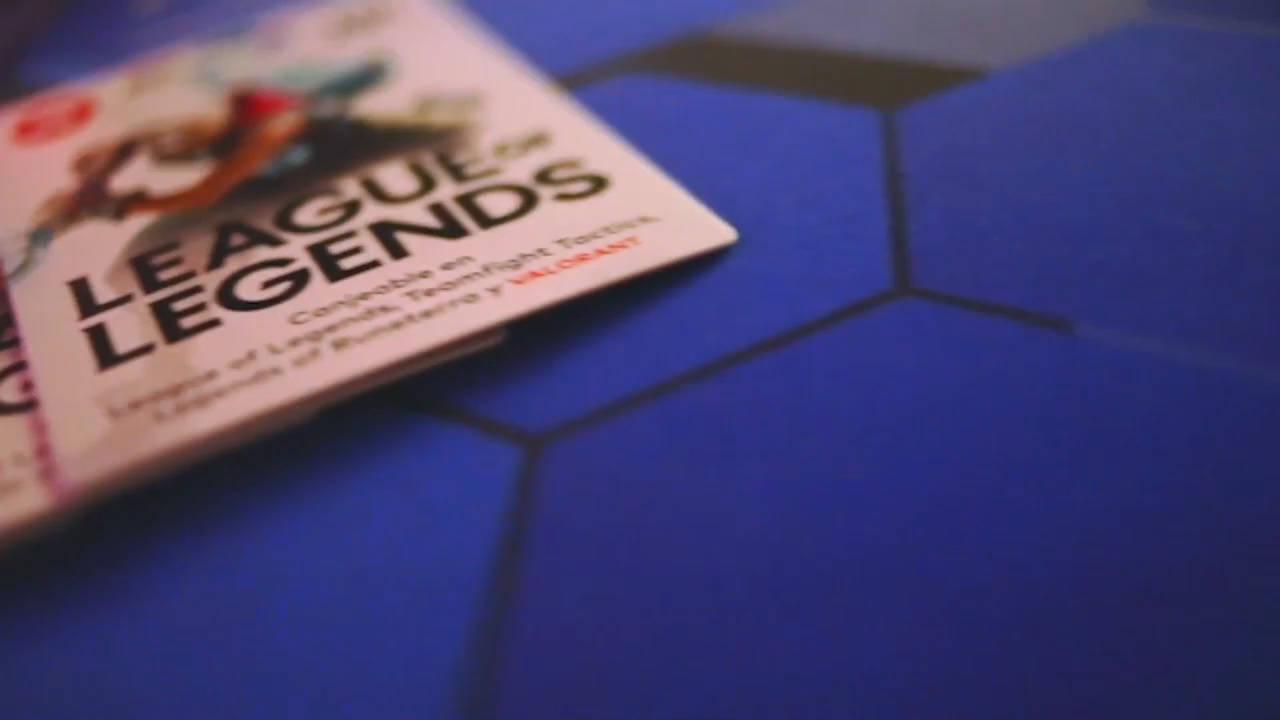 LEAGUE OF
LEGENDS
Canjeable en
League of Legends, Teamfight Tactics,
Legends of Runeterra y VALORANT